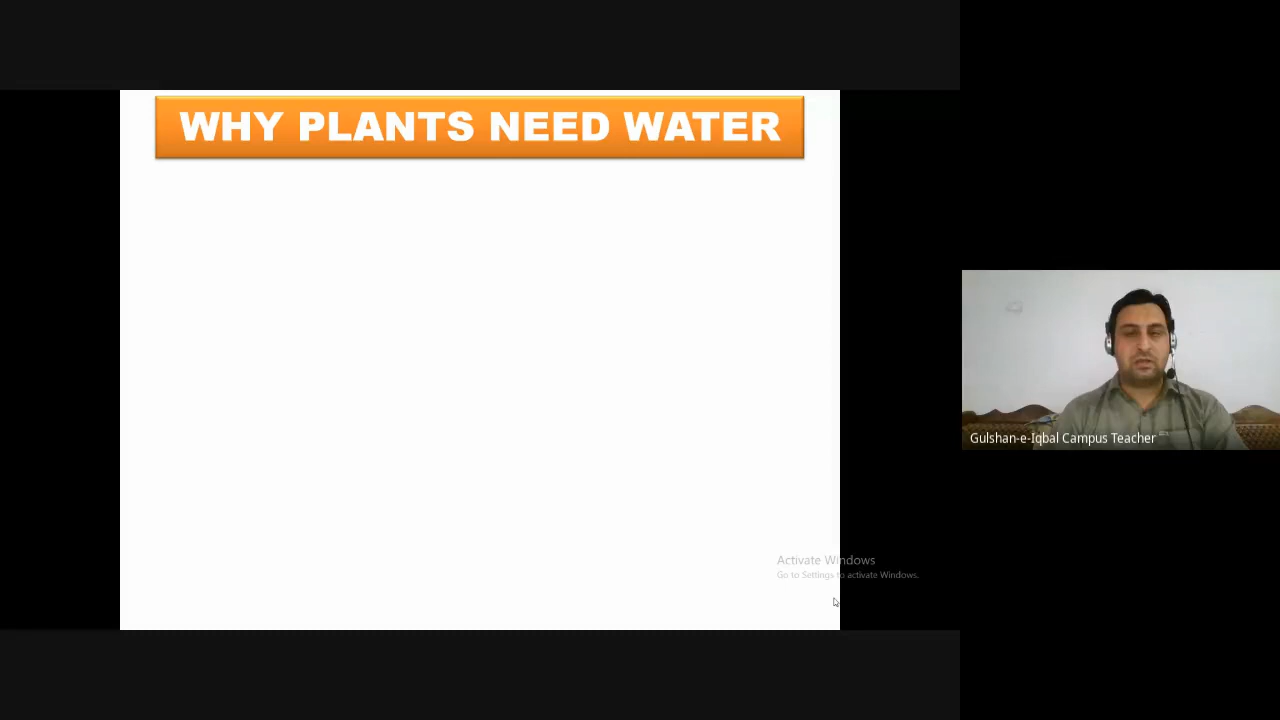 WHY PLANTS NEED WATER
Gulshan-e-Iqbal Campus Teacher
Activate Windows
Go to Settings to activate Windows.